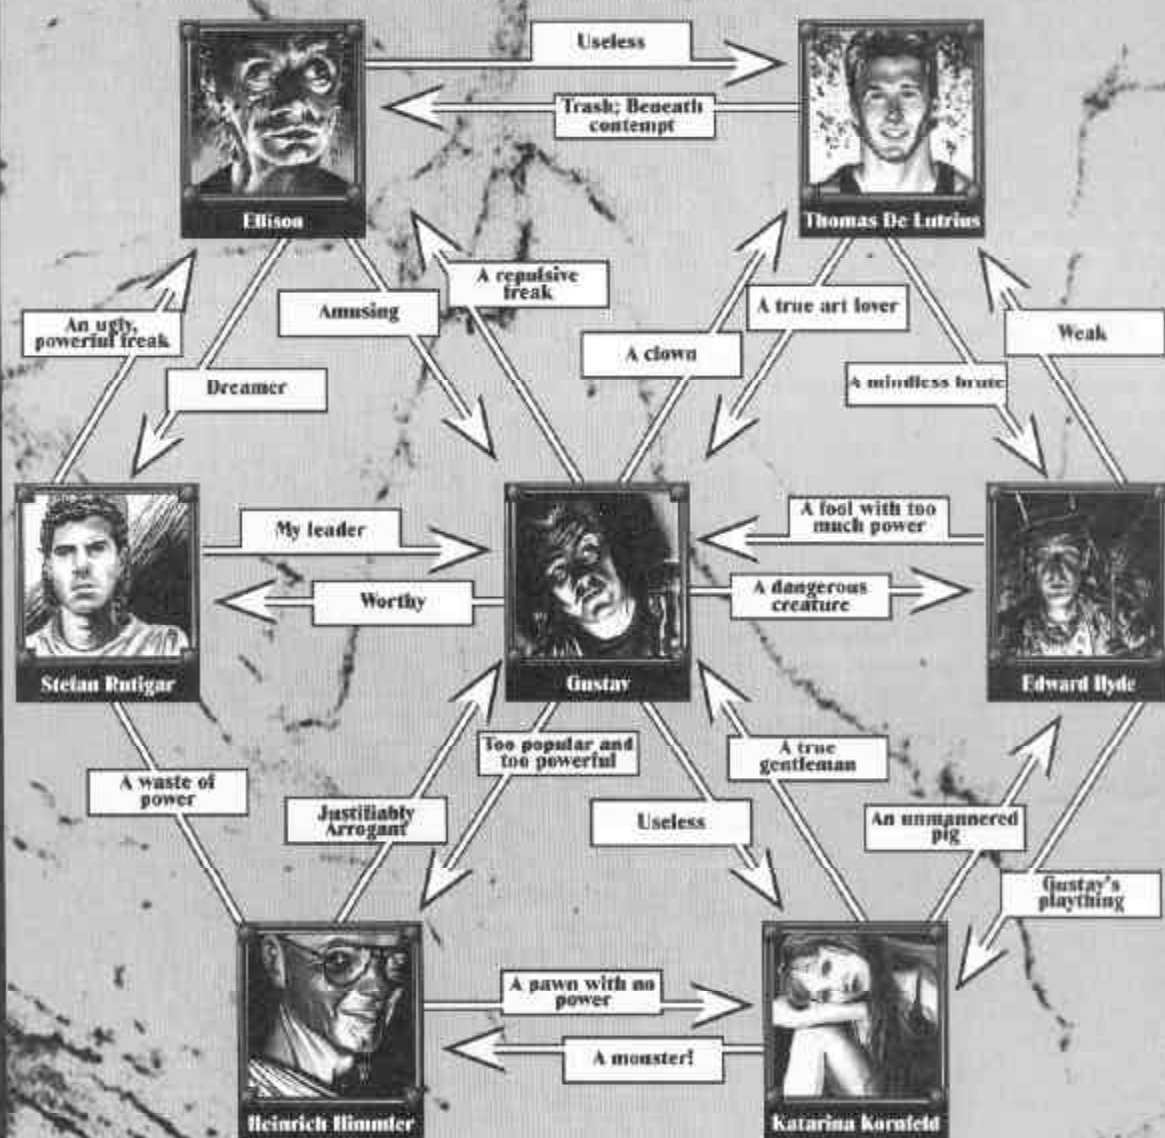 Useless
Trash; Beneath
contempt
Ellison
Thomas De Lutrius
A repulsive
freak
Amusing
A true art lover
An ugly,
powerful freak
A clown
Weak
Dreamer
A mindless brute
My leader
A fool with too
much power
Worthy
A dangerous
creature
Stefan Rutigar
Gustav
Edward Hyde
Too popular and
too powerful
A true
gentleman
A waste of
power
Justifiably
Arrogant
Useless
An unmannered
pig
Gustav's
plaything
A pawn with no
power
A monster!
Heinrich Himmler
Katarina Kornfeld